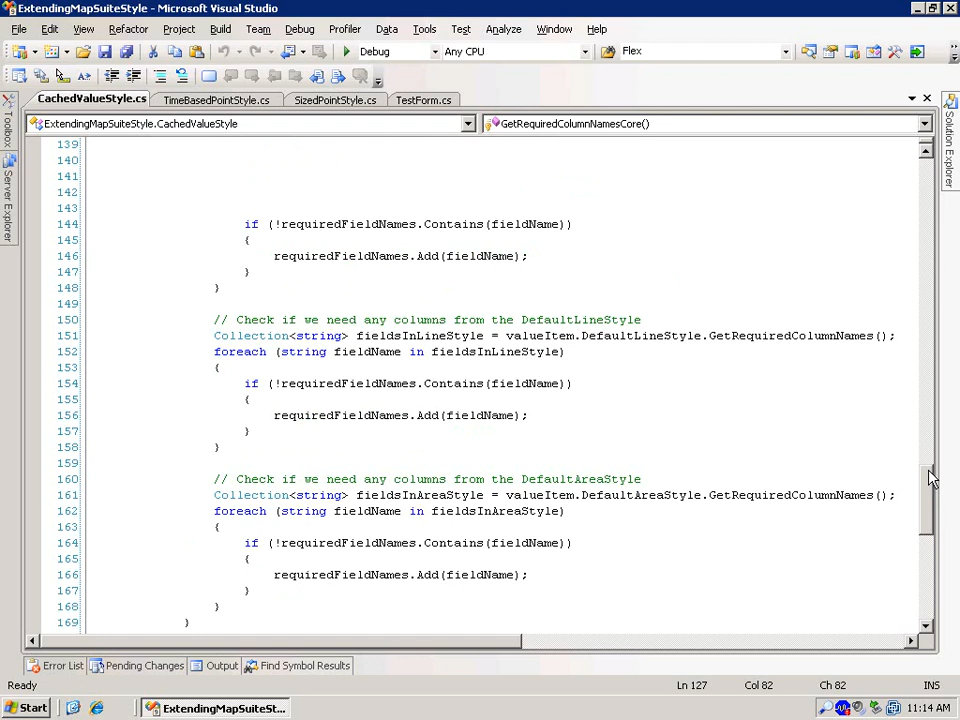 ExtendingMapSuiteStyle - Microsoft Visual Studio
File Edit View Refactor Project Build Team Debug Profiler Data Tools Test Analyze Window Help
Debug Any CPU Flex
CachedValueStyle.cs TimeBasedPointStyle.cs SizedPointStyle.cs TestForm.cs
ExtendingMapSuiteStyle.CachedValueStyle GetRequiredColumnNamesCore()
Toolbox
Server Explorer
Solution Explorer
139
140
141
142
143
144 if (!requiredFieldNames.Contains(fieldName))
145 {
146 requiredFieldNames.Add(fieldName);
147 }
148 }
149
150 // Check if we need any columns from the DefaultLineStyle
151 Collection<string> fieldsInLineStyle = valueItem.DefaultLineStyle.GetRequiredColumnNames();
152 foreach (string fieldName in fieldsInLineStyle)
153 {
154 if (!requiredFieldNames.Contains(fieldName))
155 {
156 requiredFieldNames.Add(fieldName);
157 }
158 }
159
160 // Check if we need any columns from the DefaultAreaStyle
161 Collection<string> fieldsInAreaStyle = valueItem.DefaultAreaStyle.GetRequiredColumnNames();
162 foreach (string fieldName in fieldsInAreaStyle)
163 {
164 if (!requiredFieldNames.Contains(fieldName))
165 {
166 requiredFieldNames.Add(fieldName);
167 }
168 }
169 }
Error List Pending Changes Output Find Symbol Results
Ready Ln 127 Col 82 Ch 82 INS
Start ExtendingMapSuiteSt... 11:14 AM